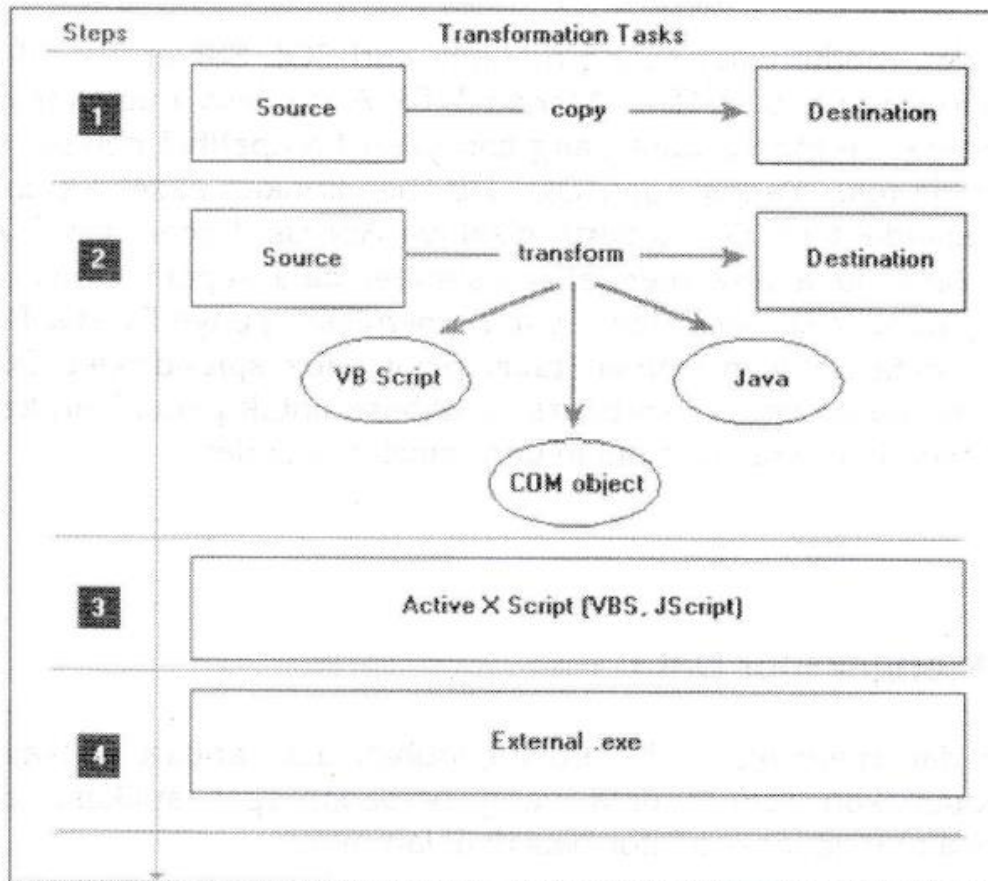 Steps Transformation Tasks
1 Source copy Destination
2 Source transform Destination
VB Script Java
COM object
3 Active X Script (VBS, JScript)
4 External .exe